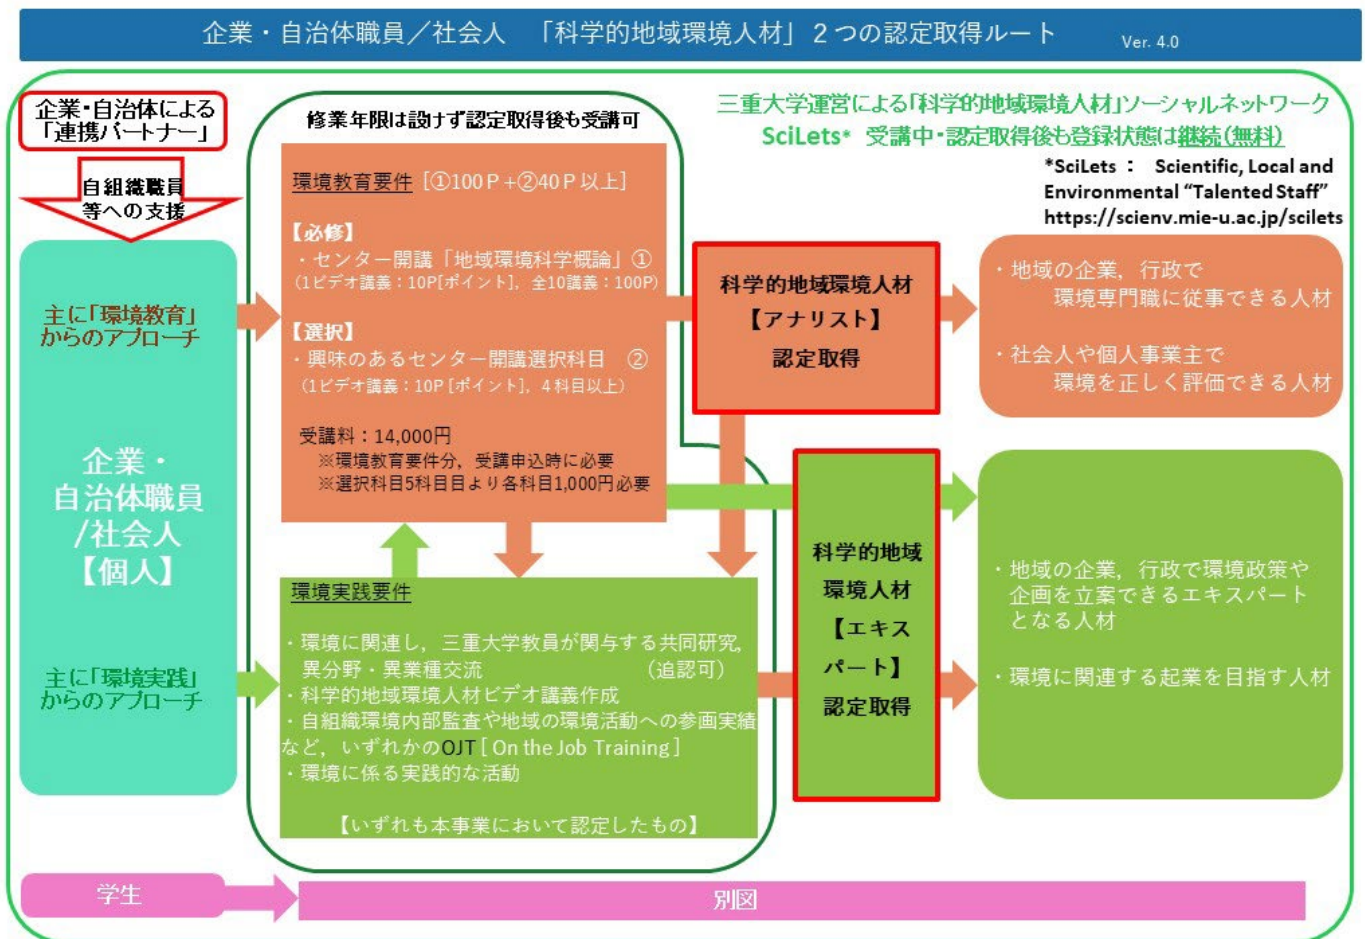 企業・自治体職員／社会人　「科学的地域環境人材」２つの認定取得ルート　Ver. 4.0
企業・自治体による
「連携パートナー」
自組織職員
等への支援
修業年限は設けず認定取得後も受講可
三重大学運営による「科学的地域環境人材」ソーシャルネットワーク
SciLets* 受講中・認定取得後も登録状態は継続（無料）
*SciLets ： Scientific, Local and
Environmental “Talented Staff”
https://scienv.mie-u.ac.jp/scilets
主に「環境教育」
からのアプローチ
企業・
自治体職員
/社会人
【個人】
主に「環境実践」
からのアプローチ
環境教育要件［①100Ｐ+②40Ｐ以上］
【必修】
・センター開講「地域環境科学概論」①
（1ビデオ講義：10P[ポイント]，全10講義：100P）
【選択】
・興味のあるセンター開講選択科目　②
（1ビデオ講義：10P [ポイント]，４科目以上）
受講料：14,000円
※環境教育要件分，受講申込時に必要
※選択科目5科目目より各科目1,000円必要
環境実践要件
・環境に関連し，三重大学教員が関与する共同研究，
異分野・異業種交流　（追認可）
・科学的地域環境人材ビデオ講義作成
・自組織環境内部監査や地域の環境活動への参画実績
など，いずれかのOJT［On the Job Training］
・環境に係る実践的な活動
【いずれも本事業において認定したもの】
科学的地域環境人材
【アナリスト】
認定取得
・地域の企業，行政で
環境専門職に従事できる人材
・社会人や個人事業主で
環境を正しく評価できる人材
科学的地域
環境人材
【エキス
パート】
認定取得
・地域の企業，行政で環境政策や
企画を立案できるエキスパート
となる人材
・環境に関連する起業を目指す人材
学生
別図